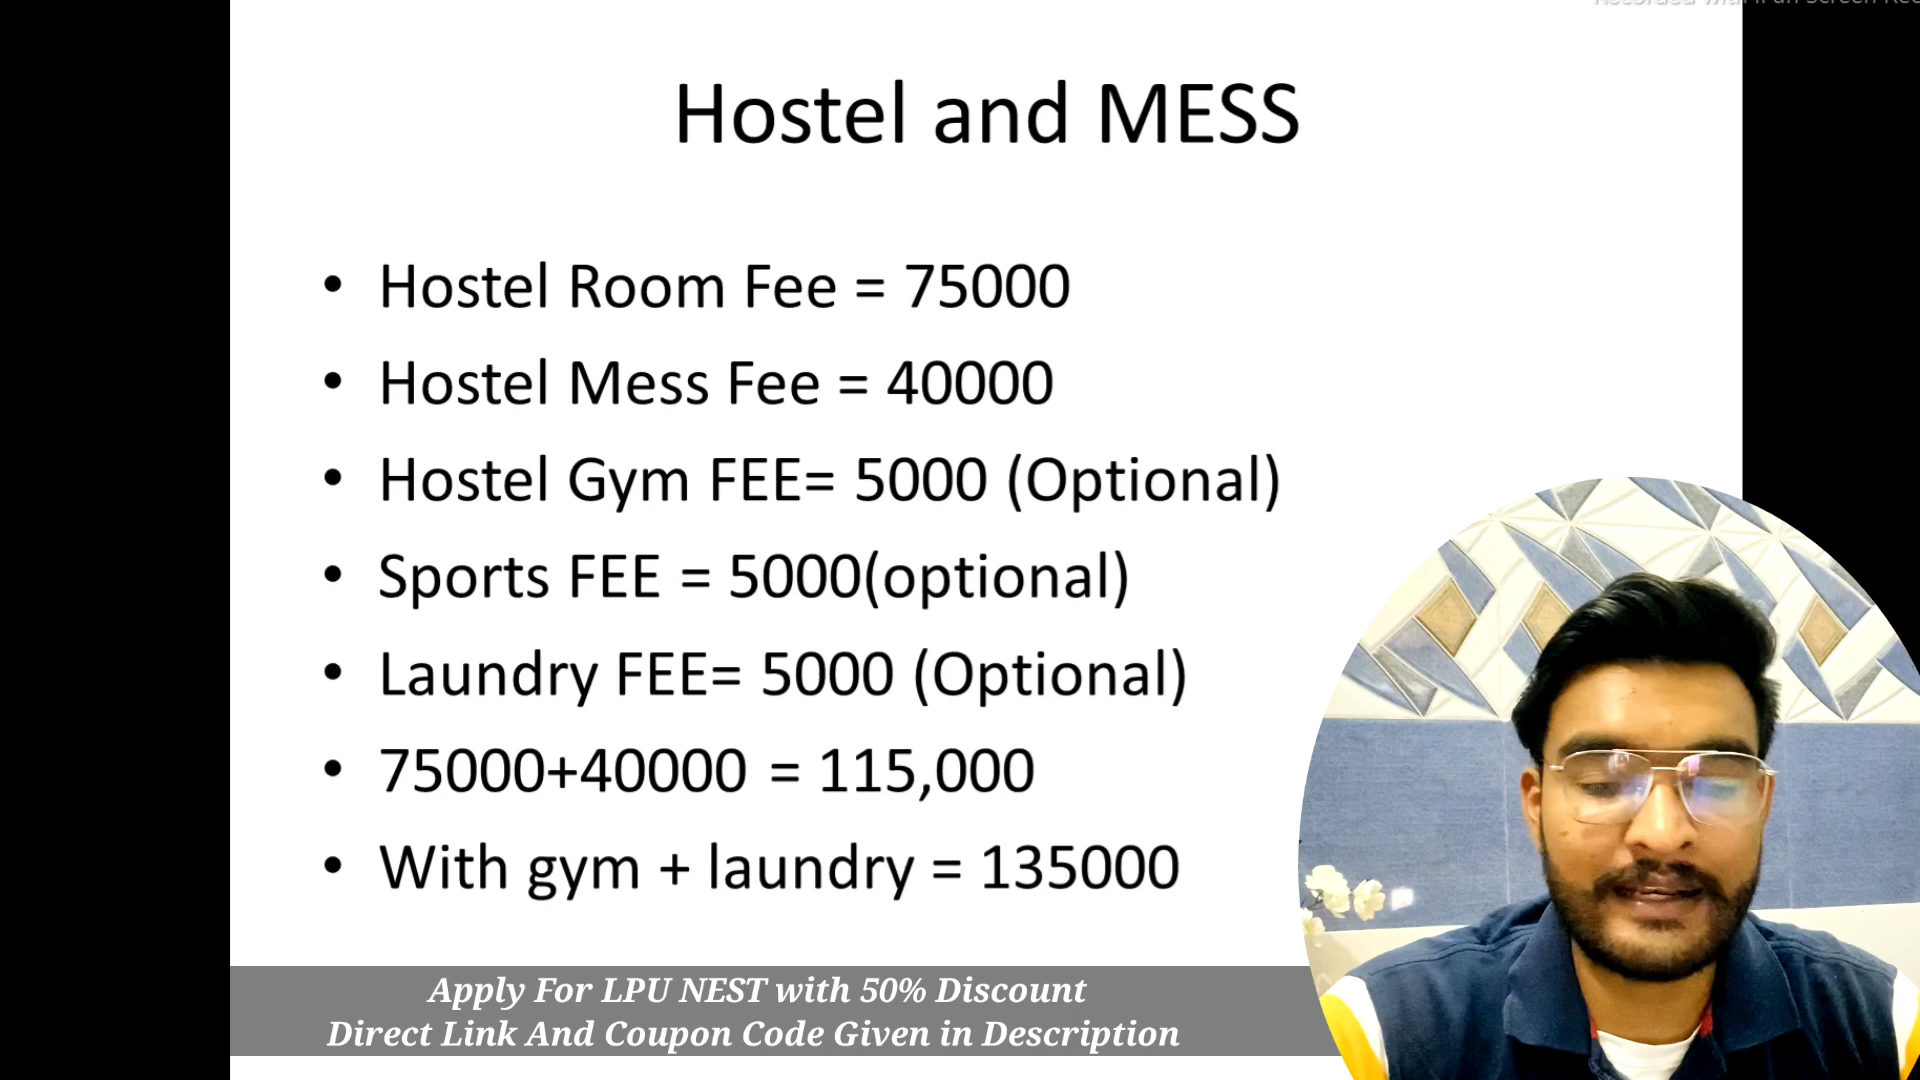 Hostel and MESS
• Hostel Room Fee = 75000
• Hostel Mess Fee = 40000
• Hostel Gym FEE= 5000 (Optional)
• Sports FEE = 5000(optional)
• Laundry FEE= 5000 (Optional)
• 75000+40000 = 115,000
• With gym + laundry = 135000
Apply For LPU NEST with 50% Discount
Direct Link And Coupon Code Given in Description